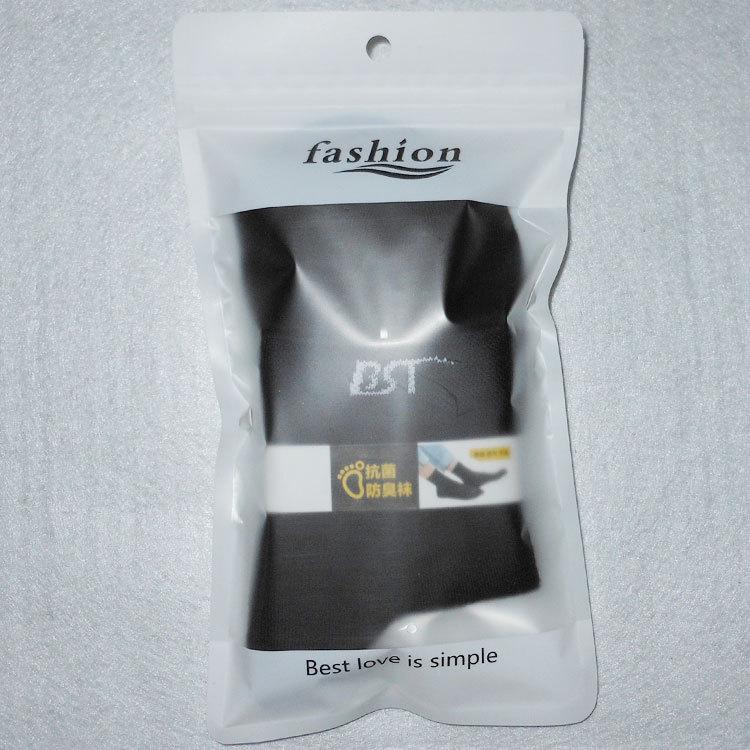 fashion
BST
抗菌
防臭袜
Best love is simple